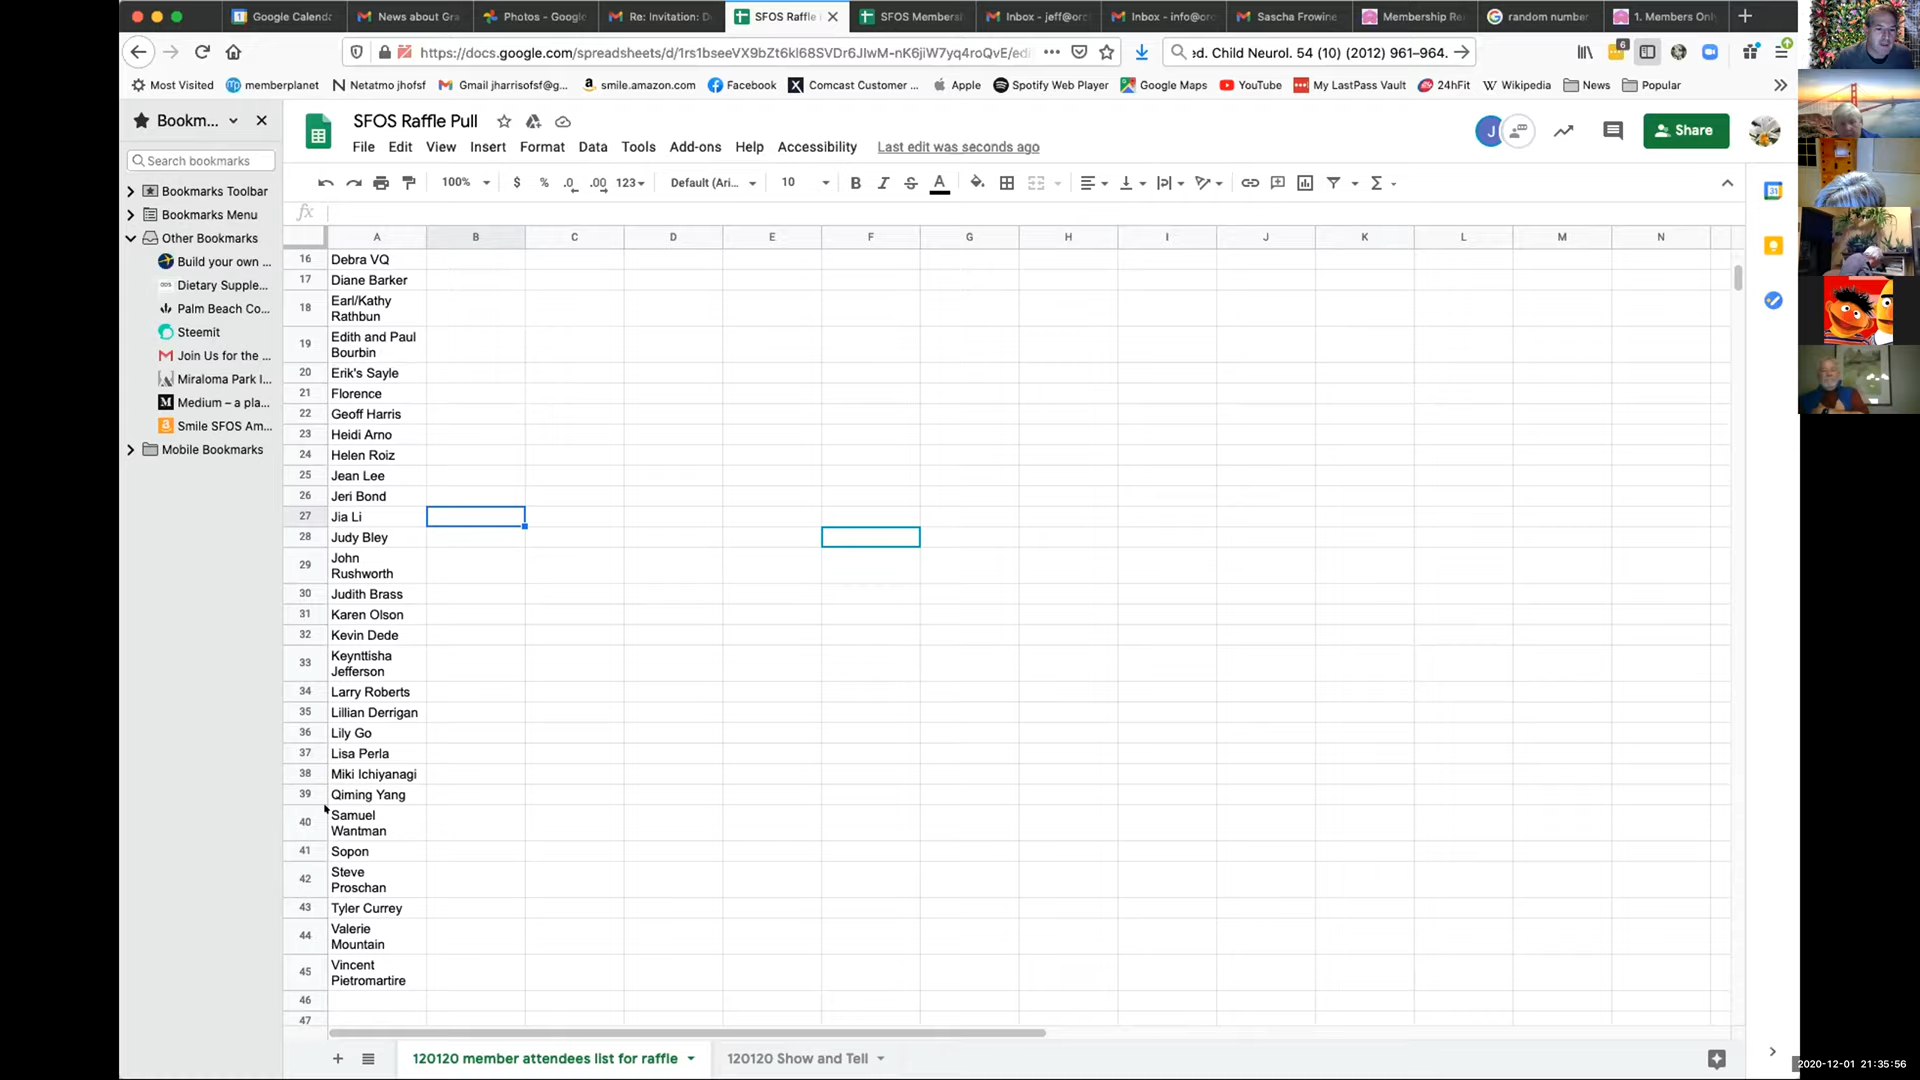 Google Calend
News about Gra
Photos - Google
Re: Invitation: D
SFOS Raffle
SFOS Members
Inbox - jeff@orc
Inbox - info@orc
Sascha Frowine
Membership Re
random number
1. Members Only
https://docs.google.com/spreadsheets/d/
ed. Child Neurol. 54 (10) (2012) 961–964.
6
Most Visited
memberplanet
Netatmo jhofsf
Gmail jharrisofsf@g...
smile.amazon.com
Facebook
Comcast Customer ...
Apple
Spotify Web Player
Google Maps
YouTube
My LastPass Vault
24hFit
Wikipedia
News
Popular
Bookm...
Search bookmarks
Bookmarks Toolbar
Bookmarks Menu
Other Bookmarks
Build your own ...
Dietary Supple...
Palm Beach Co...
Steemit
Join Us for the ...
Miraloma Park I...
Medium – a pla...
Smile SFOS Am...
Mobile Bookmarks
SFOS Raffle Pull
File Edit View Insert Format Data Tools Add-ons Help Accessibility Last edit was seconds ago
J
Share
100% $ % .0 .00 123 Default (Ari... 10 B I S A
fx
A B C D E F G H I J K L M N
16 Debra VQ
17 Diane Barker
18 Earl/Kathy
Rathbun
19 Edith and Paul
Bourbin
20 Erik's Sayle
21 Florence
22 Geoff Harris
23 Heidi Arno
24 Helen Roiz
25 Jean Lee
26 Jeri Bond
27 Jia Li
28 Judy Bley
29 John
Rushworth
30 Judith Brass
31 Karen Olson
32 Kevin Dede
33 Keynttisha
Jefferson
34 Larry Roberts
35 Lillian Derrigan
36 Lily Go
37 Lisa Perla
38 Miki Ichiyanagi
39 Qiming Yang
40 Samuel
Wantman
41 Sopon
42 Steve
Proschan
43 Tyler Currey
44 Valerie
Mountain
45 Vincent
Pietromartire
46
47
120120 member attendees list for raffle
120120 Show and Tell
31
2020-12-01 21:35:56